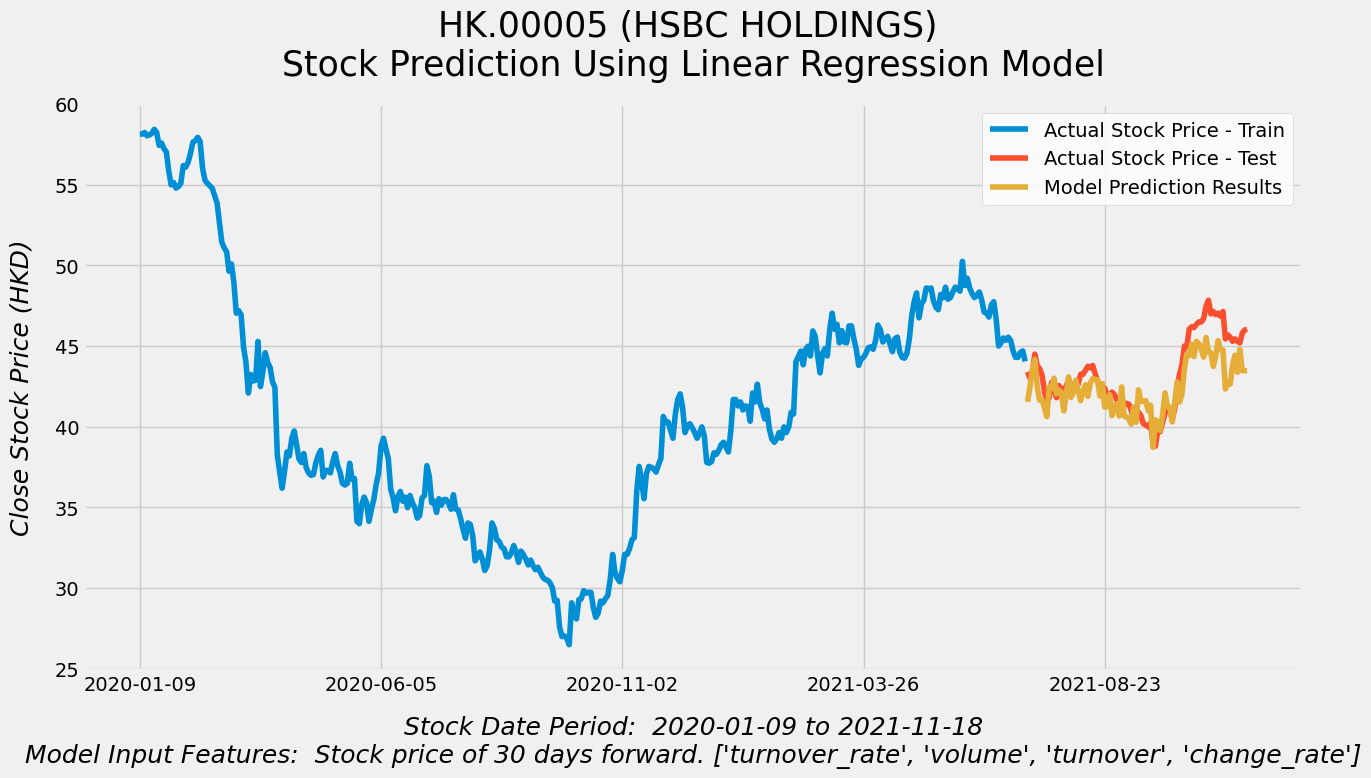 HK.00005 (HSBC HOLDINGS)
Stock Prediction Using Linear Regression Model
60
55
50
45
40
35
30
25
Close Stock Price (HKD)
Actual Stock Price - Train
Actual Stock Price - Test
Model Prediction Results
2020-01-09
2020-06-05
2020-11-02
2021-03-26
2021-08-23
Stock Date Period:  2020-01-09 to 2021-11-18
Model Input Features:  Stock price of 30 days forward. ['turnover_rate', 'volume', 'turnover', 'change_rate']